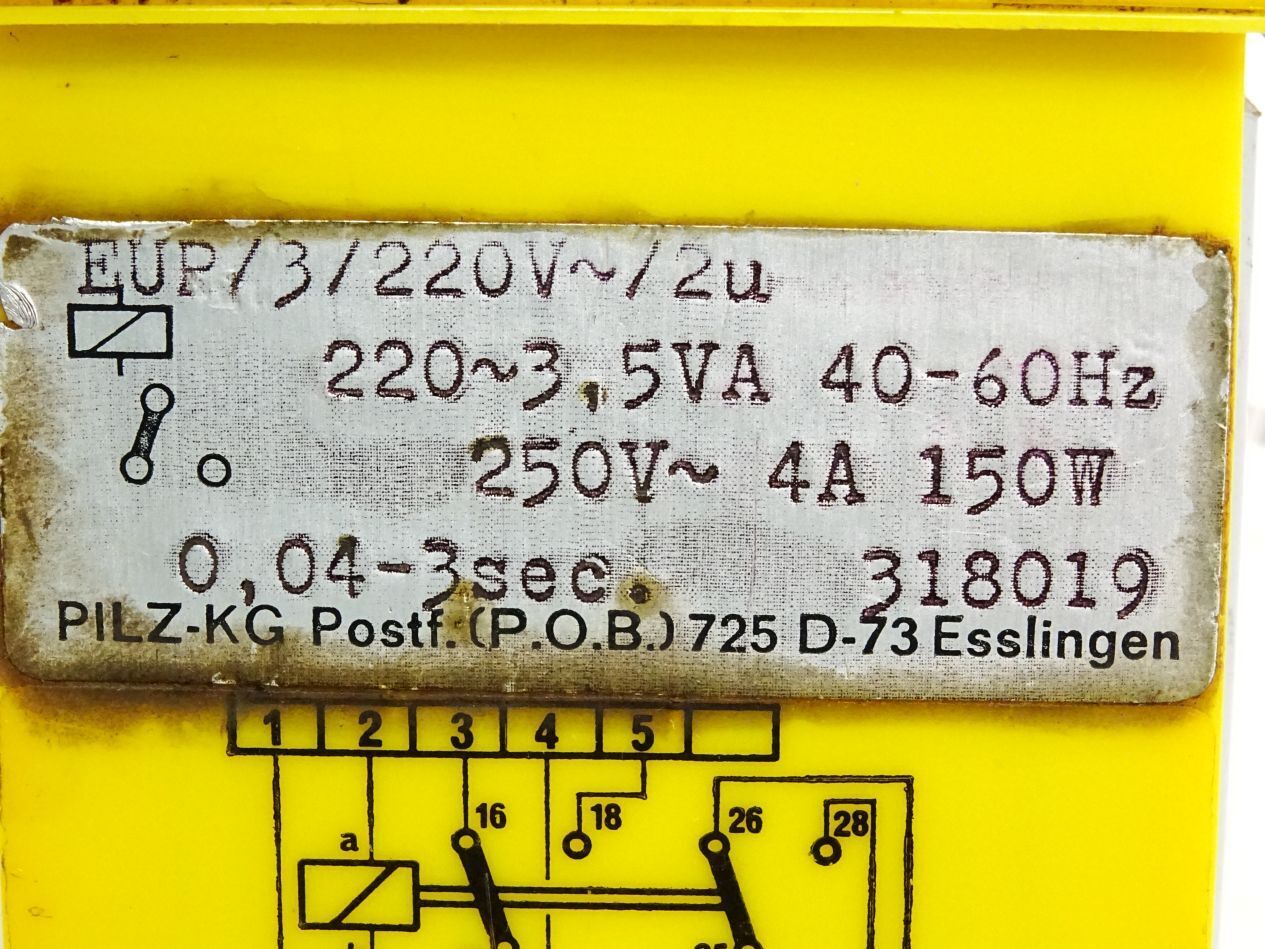 EUP/3/220V~/2u
220~3,5VA 40-60Hz
250V~ 4A 150W
0,04-3sec. 318019
PILZ-KG Postf. (P.O.B.) 725 D-73 Esslingen
1 2 3 4 5
16 18 26 28
a